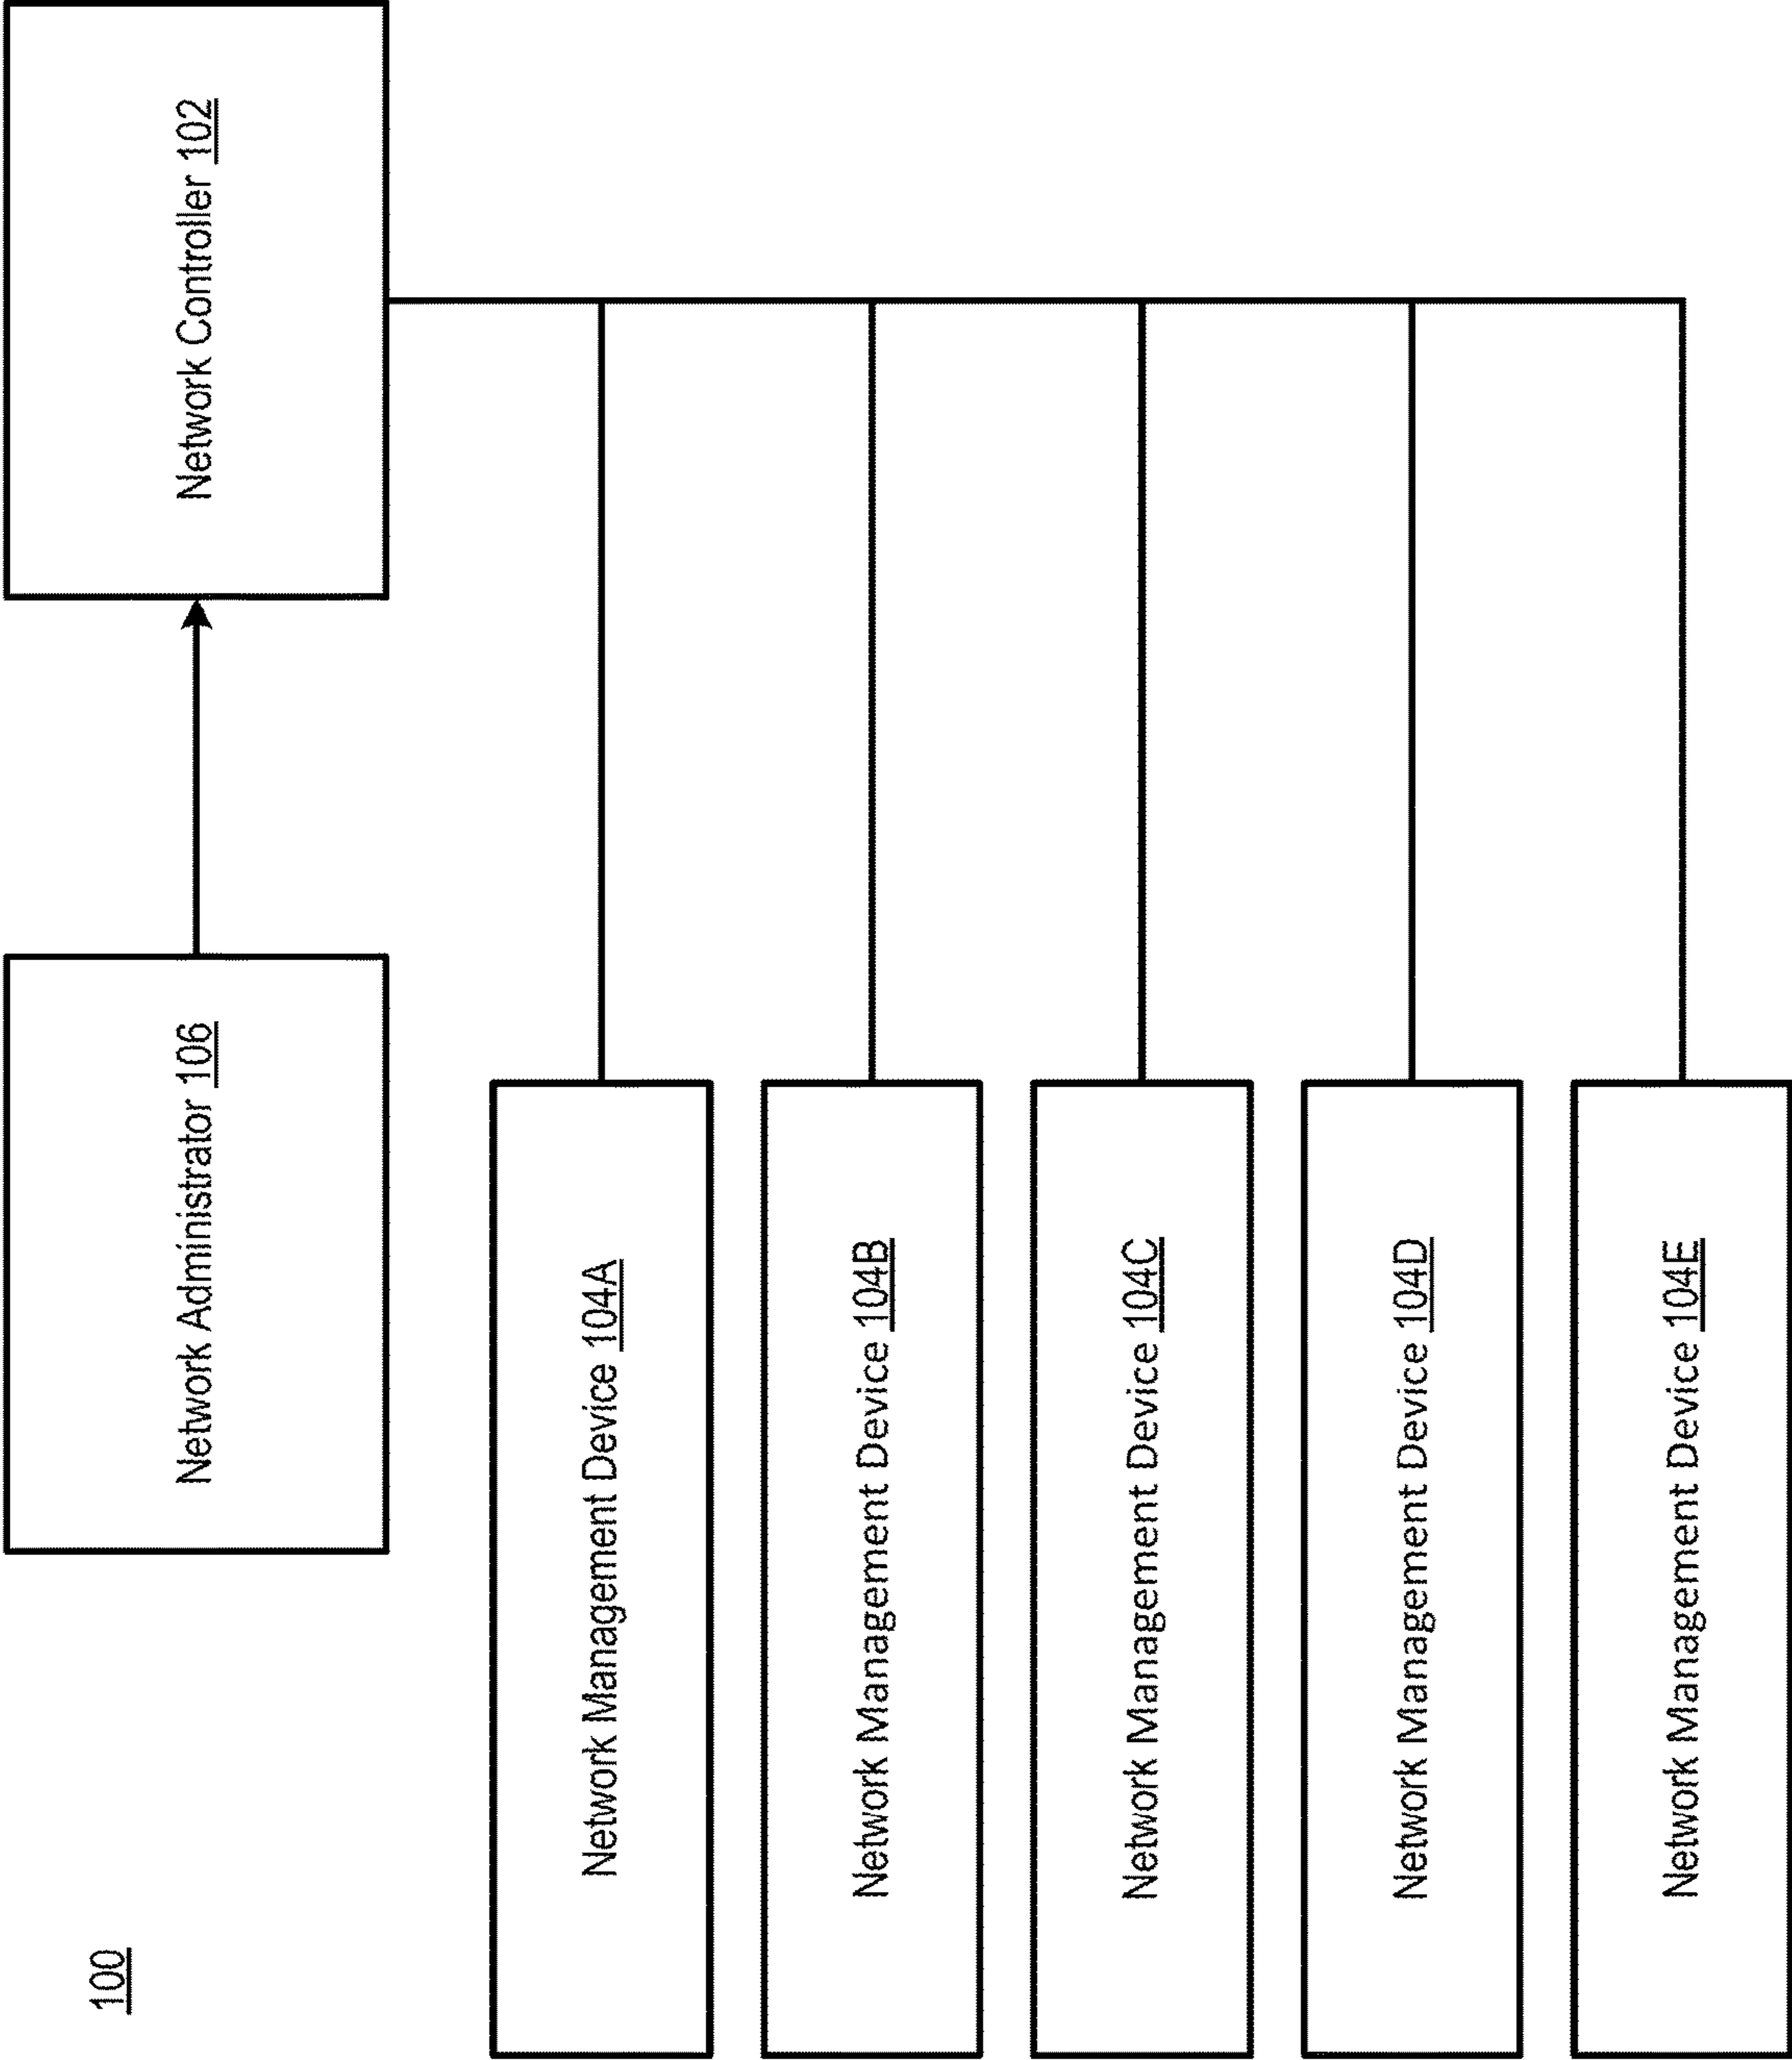 100
Network Administrator 106
Network Controller 102
Network Management Device 104A
Network Management Device 104B
Network Management Device 104C
Network Management Device 104D
Network Management Device 104E